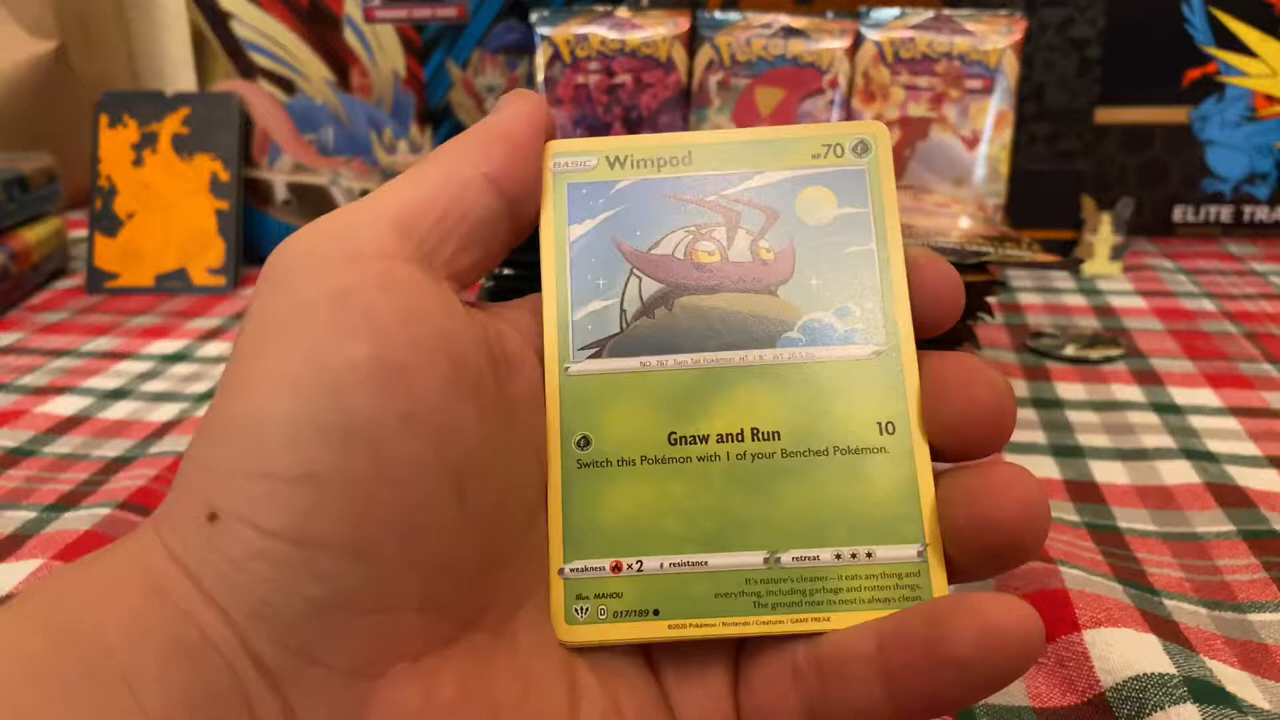 Pokémon
Pokémon
Pokémon
ELITE TRA
BASIC Wimpod HP 70
NO. 767 Turn Tail Pokémon HT: 1'8" WT: 26.5 lbs.
Gnaw and Run 10
Switch this Pokémon with 1 of your Benched Pokémon.
weakness ×2 resistance retreat
It's nature's cleaner—it eats anything and
everything, including garbage and rotten things.
The ground near its nest is always clean.
Illus. MAHOU
D 017/189
©2020 Pokémon / Nintendo / Creatures / GAME FREAK